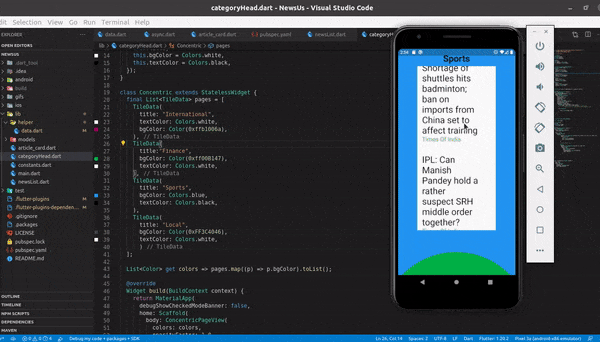 categoryHead.dart - NewsUs - Visual Studio Code
File Edit Selection View Go Run Terminal Help
EXPLORER
OPEN EDITORS
NEWSUS
.dart_tool
.idea
android
build
gifs
ios
lib
helper
data.dart
models
article_card.dart
categoryHead.dart
constants.dart
main.dart
newsList.dart
test
.flutter-plugins
.flutter-plugins-dependen...
.gitignore
.packages
LICENSE
pubspec.lock
pubspec.yaml
README.md
OUTLINE
TIMELINE
DEPENDENCIES
MAVEN
data.dart
async.dart
article_card.dart
pubspec.yaml
newsList.dart
lib > categoryHead.dart > Concentric > pages
14 this.bgColor = Colors.white,
15 this.textColor = Colors.black,
16 });
17 }
class Concentric extends StatelessWidget {
final List<TileData> pages = [
TileData(
title: "International",
textColor: Colors.white,
bgColor: Color(0xffb1006a),
), // TileData
26 TileData(
title:"Finance",
bgColor: Color(0xff00B147),
textColor: Colors.white,
), // TileData
TileData(
title: "Sports",
bgColor: Colors.blue,
textColor: Colors.black,
),
TileData(
title: "Local",
bgColor: Color(0xFF3C4046),
textColor: Colors.white,
) // TileData
];
List<Color> get colors => pages.map((p) => p.bgColor).toList();
@override
Widget build(BuildContext context) {
return MaterialApp(
debugShowCheckedModeBanner: false,
home: Scaffold(
body: ConcentricPageView(
colors: colors,
Sports
Shortage of
shuttles hits
badminton;
ban on
imports from
China set to
affect training
Times Of India
IPL: Can
Manish
Pandey hold a
rather
suspect SRH
middle order
together?
Debug my code + packages + SDK
Ln 26, Col 14
Spaces: 2
UTF-8
LF
Dart
Flutter: 1.20.2
Pixel 3a (android-x86 emulator)